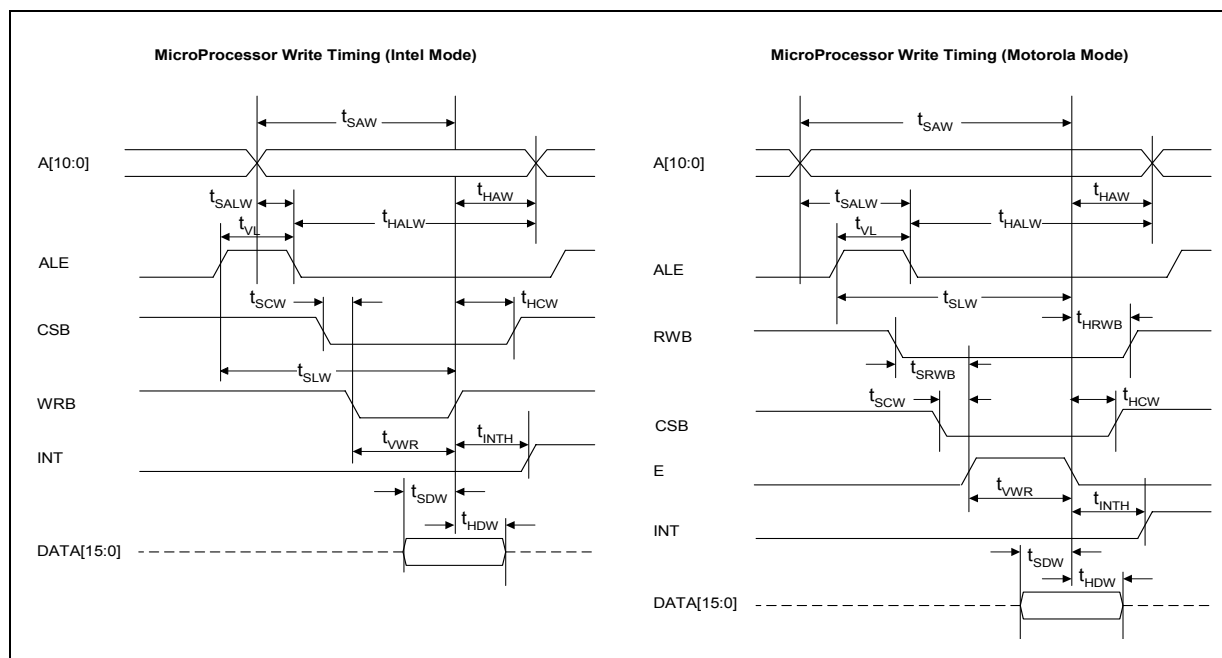 MicroProcessor Write Timing (Intel Mode)
tSAW
A[10:0]
tSALW
tHAW
tHALW
tVL
ALE
tSCW
tHCW
CSB
tSLW
WRB
tVWR
tINTH
INT
tSDW
tHDW
DATA[15:0]
MicroProcessor Write Timing (Motorola Mode)
tSAW
A[10:0]
tSALW
tHAW
tHALW
tVL
ALE
tSLW
tHRWB
RWB
tSRWB
tSCW
tHCW
CSB
E
tVWR
tINTH
INT
tSDW
tHDW
DATA[15:0]